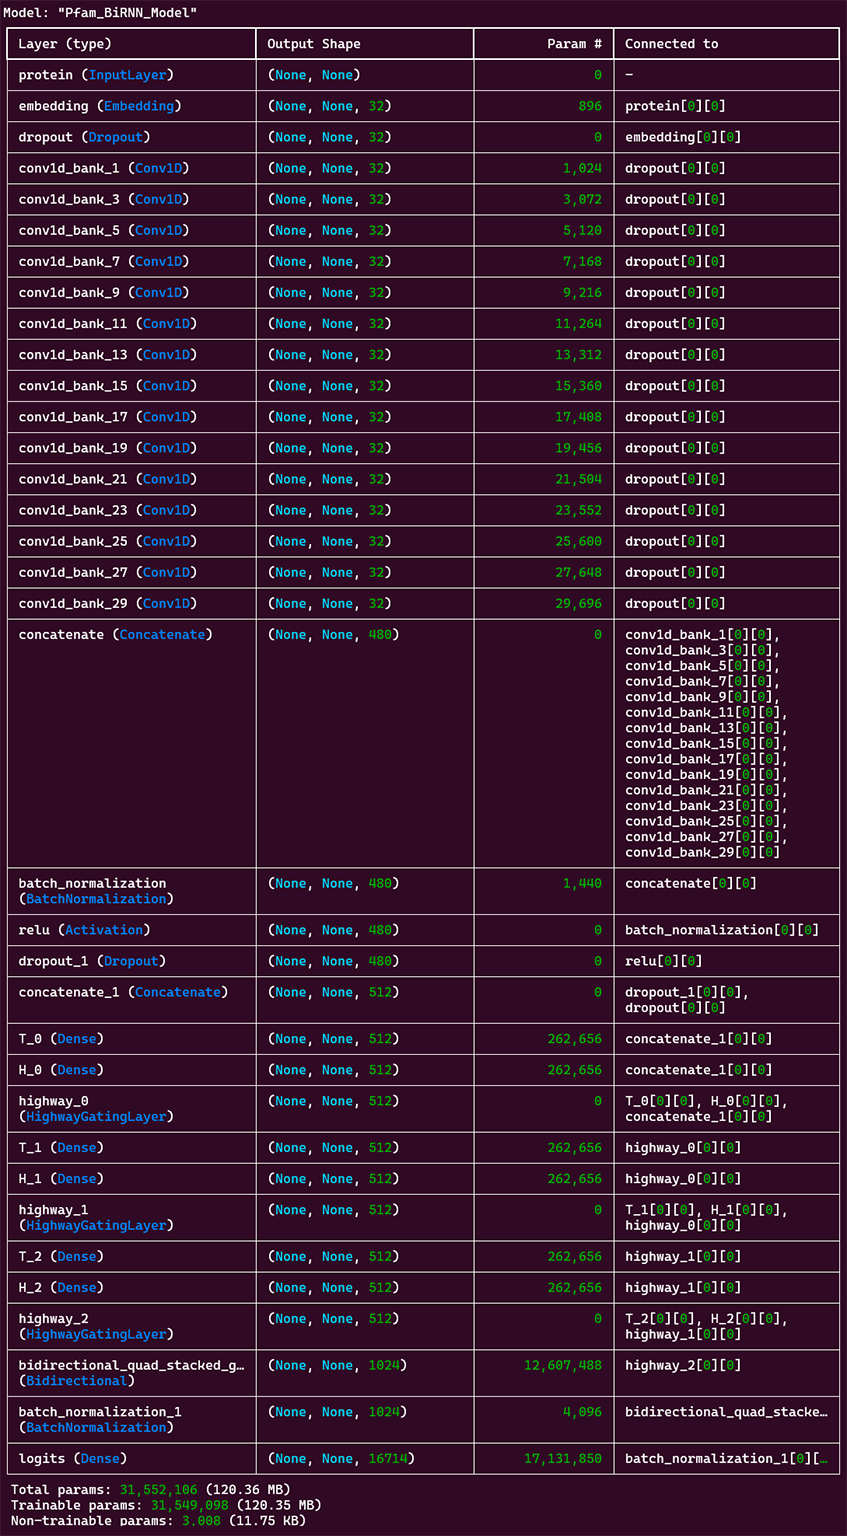 Model: "Pfam_BiRNN_Model"
Layer (type) Output Shape Param # Connected to
protein (InputLayer) (None, None) 0 –
embedding (Embedding) (None, None, 32) 896 protein[0][0]
dropout (Dropout) (None, None, 32) 0 embedding[0][0]
conv1d_bank_1 (Conv1D) (None, None, 32) 1,024 dropout[0][0]
conv1d_bank_3 (Conv1D) (None, None, 32) 3,072 dropout[0][0]
conv1d_bank_5 (Conv1D) (None, None, 32) 5,120 dropout[0][0]
conv1d_bank_7 (Conv1D) (None, None, 32) 7,168 dropout[0][0]
conv1d_bank_9 (Conv1D) (None, None, 32) 9,216 dropout[0][0]
conv1d_bank_11 (Conv1D) (None, None, 32) 11,264 dropout[0][0]
conv1d_bank_13 (Conv1D) (None, None, 32) 13,312 dropout[0][0]
conv1d_bank_15 (Conv1D) (None, None, 32) 15,360 dropout[0][0]
conv1d_bank_17 (Conv1D) (None, None, 32) 17,408 dropout[0][0]
conv1d_bank_19 (Conv1D) (None, None, 32) 19,456 dropout[0][0]
conv1d_bank_21 (Conv1D) (None, None, 32) 21,504 dropout[0][0]
conv1d_bank_23 (Conv1D) (None, None, 32) 23,552 dropout[0][0]
conv1d_bank_25 (Conv1D) (None, None, 32) 25,600 dropout[0][0]
conv1d_bank_27 (Conv1D) (None, None, 32) 27,648 dropout[0][0]
conv1d_bank_29 (Conv1D) (None, None, 32) 29,696 dropout[0][0]
concatenate (Concatenate) (None, None, 480) 0 conv1d_bank_1[0][0],
conv1d_bank_3[0][0],
conv1d_bank_5[0][0],
conv1d_bank_7[0][0],
conv1d_bank_9[0][0],
conv1d_bank_11[0][0],
conv1d_bank_13[0][0],
conv1d_bank_15[0][0],
conv1d_bank_17[0][0],
conv1d_bank_19[0][0],
conv1d_bank_21[0][0],
conv1d_bank_23[0][0],
conv1d_bank_25[0][0],
conv1d_bank_27[0][0],
conv1d_bank_29[0][0]
batch_normalization (None, None, 480) 1,440 concatenate[0][0]
(BatchNormalization)
relu (Activation) (None, None, 480) 0 batch_normalization[0][0]
dropout_1 (Dropout) (None, None, 480) 0 relu[0][0]
concatenate_1 (Concatenate) (None, None, 512) 0 dropout_1[0][0],
dropout[0][0]
T_0 (Dense) (None, None, 512) 262,656 concatenate_1[0][0]
H_0 (Dense) (None, None, 512) 262,656 concatenate_1[0][0]
highway_0 (None, None, 512) 0 T_0[0][0], H_0[0][0],
(HighwayGatingLayer) concatenate_1[0][0]
T_1 (Dense) (None, None, 512) 262,656 highway_0[0][0]
H_1 (Dense) (None, None, 512) 262,656 highway_0[0][0]
highway_1 (None, None, 512) 0 T_1[0][0], H_1[0][0],
(HighwayGatingLayer) highway_0[0][0]
T_2 (Dense) (None, None, 512) 262,656 highway_1[0][0]
H_2 (Dense) (None, None, 512) 262,656 highway_1[0][0]
highway_2 (None, None, 512) 0 T_2[0][0], H_2[0][0],
(HighwayGatingLayer) highway_1[0][0]
bidirectional_quad_stacked_g… (None, None, 1024) 12,607,488 highway_2[0][0]
(Bidirectional)
batch_normalization_1 (None, None, 1024) 4,096 bidirectional_quad_stacke…
(BatchNormalization)
logits (Dense) (None, None, 16714) 17,131,850 batch_normalization_1[0][…
Total params: 31,552,106 (120.36 MB)
Trainable params: 31,549,098 (120.35 MB)
Non-trainable params: 3,008 (11.75 KB)